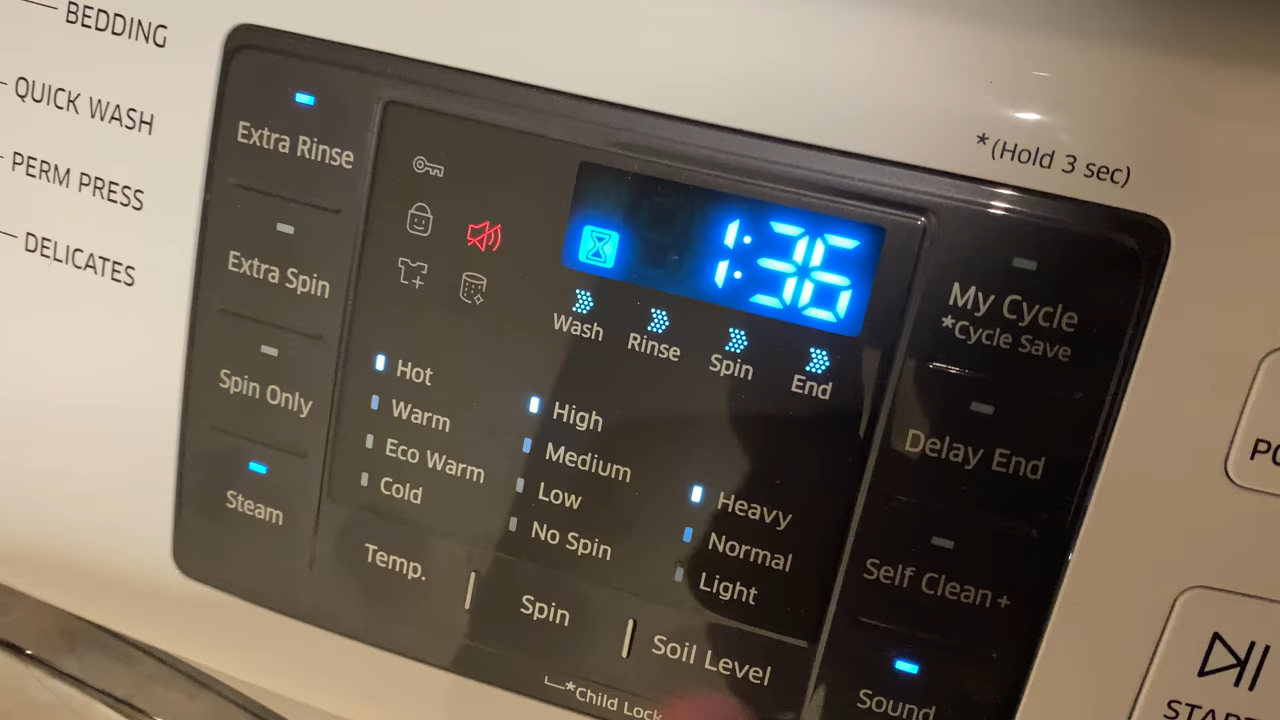 BEDDING
QUICK WASH
PERM PRESS
DELICATES
Extra Rinse
Extra Spin
Spin Only
Steam
1:36
Wash
Rinse
Spin
End
Hot
Warm
Eco Warm
Cold
High
Medium
Low
No Spin
Heavy
Normal
Light
Temp.
Spin
Soil Level
*Child Lock
*(Hold 3 sec)
My Cycle
*Cycle Save
Delay End
Self Clean+
Sound